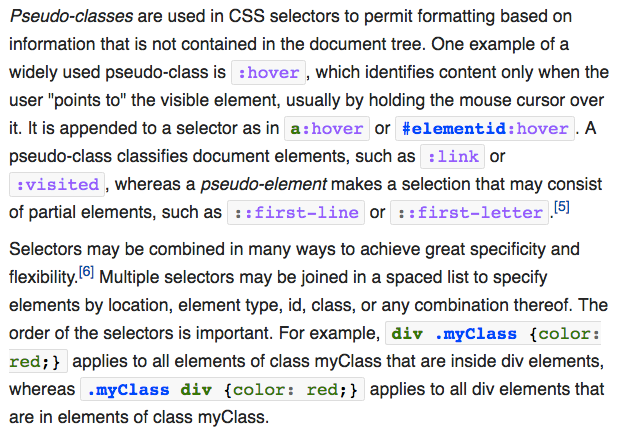 Pseudo-classes are used in CSS selectors to permit formatting based on
information that is not contained in the document tree. One example of a
widely used pseudo-class is :hover, which identifies content only when the
user "points to" the visible element, usually by holding the mouse cursor over
it. It is appended to a selector as in a:hover or #elementid:hover. A
pseudo-class classifies document elements, such as :link or
:visited, whereas a pseudo-element makes a selection that may consist
of partial elements, such as ::first-line or ::first-letter.[5]
Selectors may be combined in many ways to achieve great specificity and
flexibility.[6] Multiple selectors may be joined in a spaced list to specify
elements by location, element type, id, class, or any combination thereof. The
order of the selectors is important. For example, div .myClass {color:
red;} applies to all elements of class myClass that are inside div elements,
whereas .myClass div {color: red;} applies to all div elements that
are in elements of class myClass.